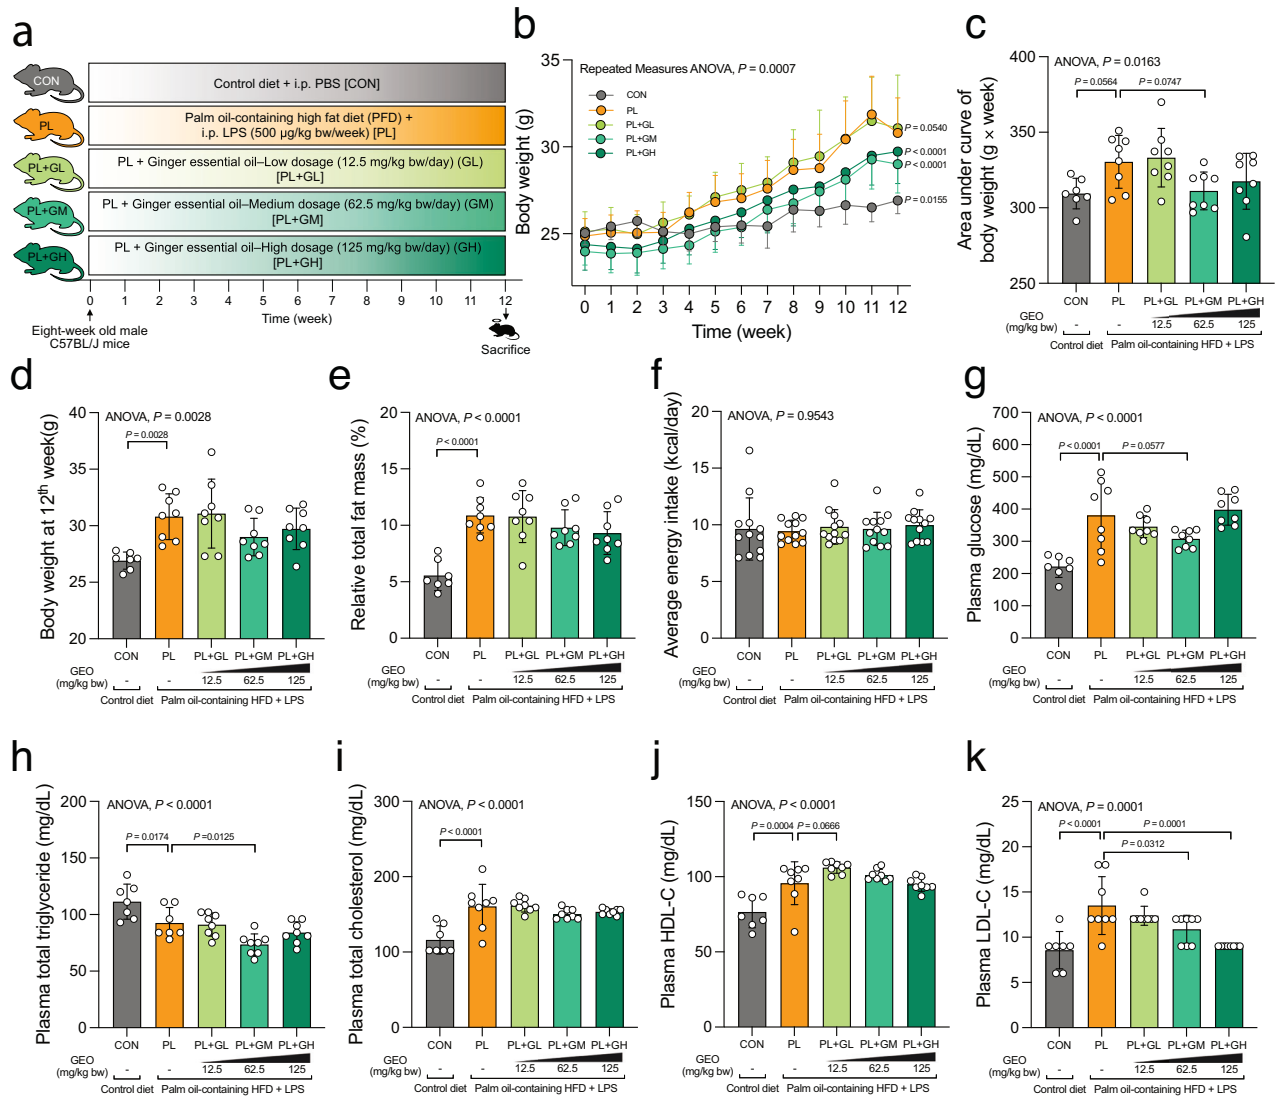 a
CON
Control diet + i.p. PBS [CON]
PL
Palm oil-containing high fat diet (PFD) +
i.p. LPS (500 µg/kg bw/week) [PL]
PL+GL
PL + Ginger essential oil–Low dosage (12.5 mg/kg bw/day) (GL)
[PL+GL]
PL+GM
PL + Ginger essential oil–Medium dosage (62.5 mg/kg bw/day) (GM)
[PL+GM]
PL+GH
PL + Ginger essential oil–High dosage (125 mg/kg bw/day) (GH)
[PL+GH]
0 1 2 3 4 5 6 7 8 9 10 11 12
Time (week)
Eight-week old male
C57BL/J mice
Sacrifice
b
Repeated Measures ANOVA, P = 0.0007
CON
PL
PL+GL
PL+GM
PL+GH
35
30
25
Body weight (g)
P = 0.0540
P < 0.0001
P < 0.0001
P = 0.0155
0 1 2 3 4 5 6 7 8 9 10 11 12
Time (week)
c
ANOVA, P = 0.0163
P = 0.0564
P = 0.0747
400
350
300
250
Area under curve of
body weight (g × week)
CON PL PL+GL PL+GM PL+GH
GEO
(mg/kg bw)
- - 12.5 62.5 125
Control diet Palm oil-containing HFD + LPS
d
ANOVA, P = 0.0028
P = 0.0028
40
35
30
25
20
Body weight at 12th week(g)
CON PL PL+GL PL+GM PL+GH
GEO
(mg/kg bw)
- - 12.5 62.5 125
Control diet Palm oil-containing HFD + LPS
e
ANOVA, P < 0.0001
P < 0.0001
20
15
10
5
0
Relative total fat mass (%)
CON PL PL+GL PL+GM PL+GH
GEO
(mg/kg bw)
- - 12.5 62.5 125
Control diet Palm oil-containing HFD + LPS
f
ANOVA, P = 0.9543
20
15
10
5
0
Average energy intake (kcal/day)
CON PL PL+GL PL+GM PL+GH
GEO
(mg/kg bw)
- - 12.5 62.5 125
Control diet Palm oil-containing HFD + LPS
g
ANOVA, P < 0.0001
P < 0.0001
P = 0.0577
700
600
500
400
300
200
100
0
Plasma glucose (mg/dL)
CON PL PL+GL PL+GM PL+GH
GEO
(mg/kg bw)
- - 12.5 62.5 125
Control diet Palm oil-containing HFD + LPS
h
ANOVA, P < 0.0001
P = 0.0174
P =0.0125
200
150
100
50
0
Plasma total triglyceride (mg/dL)
CON PL PL+GL PL+GM PL+GH
GEO
(mg/kg bw)
- - 12.5 62.5 125
Control diet Palm oil-containing HFD + LPS
i
ANOVA, P < 0.0001
P < 0.0001
300
200
100
0
Plasma total cholesterol (mg/dL)
CON PL PL+GL PL+GM PL+GH
GEO
(mg/kg bw)
- - 12.5 62.5 125
Control diet Palm oil-containing HFD + LPS
j
ANOVA, P < 0.0001
P = 0.0004
P = 0.0666
150
100
50
0
Plasma HDL-C (mg/dL)
CON PL PL+GL PL+GM PL+GH
GEO
(mg/kg bw)
- - 12.5 62.5 125
Control diet Palm oil-containing HFD + LPS
k
ANOVA, P = 0.0001
P < 0.0001
P = 0.0001
P = 0.0312
25
20
15
10
5
0
Plasma LDL-C (mg/dL)
CON PL PL+GL PL+GM PL+GH
GEO
(mg/kg bw)
- - 12.5 62.5 125
Control diet Palm oil-containing HFD + LPS